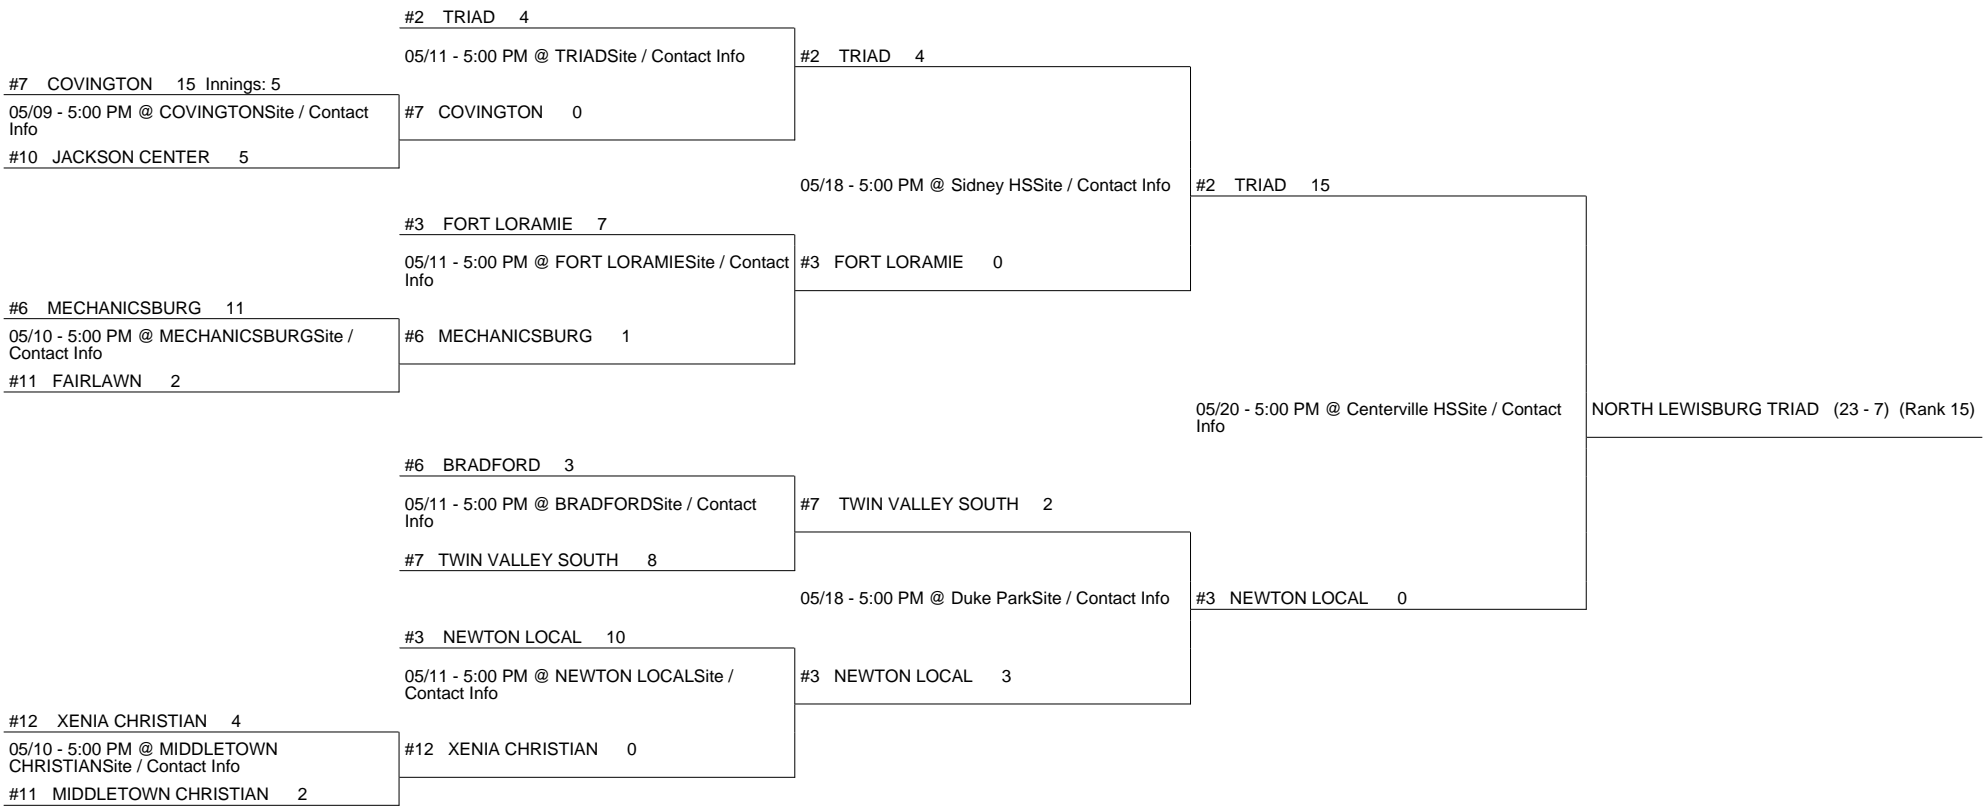 #2 TRIAD 4
05/11 - 5:00 PM @ TRIADSite / Contact Info
#2 TRIAD 4
#7 COVINGTON 15 Innings: 5
05/09 - 5:00 PM @ COVINGTONSite / Contact
Info
#7 COVINGTON 0
#10 JACKSON CENTER 5
05/18 - 5:00 PM @ Sidney HSSite / Contact Info
#2 TRIAD 15
#3 FORT LORAMIE 7
05/11 - 5:00 PM @ FORT LORAMIESite / Contact
Info
#3 FORT LORAMIE 0
#6 MECHANICSBURG 11
05/10 - 5:00 PM @ MECHANICSBURGSite /
Contact Info
#6 MECHANICSBURG 1
#11 FAIRLAWN 2
05/20 - 5:00 PM @ Centerville HSSite / Contact
Info
NORTH LEWISBURG TRIAD (23 - 7) (Rank 15)
#6 BRADFORD 3
05/11 - 5:00 PM @ BRADFORDSite / Contact
Info
#7 TWIN VALLEY SOUTH 2
#7 TWIN VALLEY SOUTH 8
05/18 - 5:00 PM @ Duke ParkSite / Contact Info
#3 NEWTON LOCAL 0
#3 NEWTON LOCAL 10
05/11 - 5:00 PM @ NEWTON LOCALSite /
Contact Info
#3 NEWTON LOCAL 3
#12 XENIA CHRISTIAN 4
05/10 - 5:00 PM @ MIDDLETOWN
CHRISTIANSite / Contact Info
#12 XENIA CHRISTIAN 0
#11 MIDDLETOWN CHRISTIAN 2